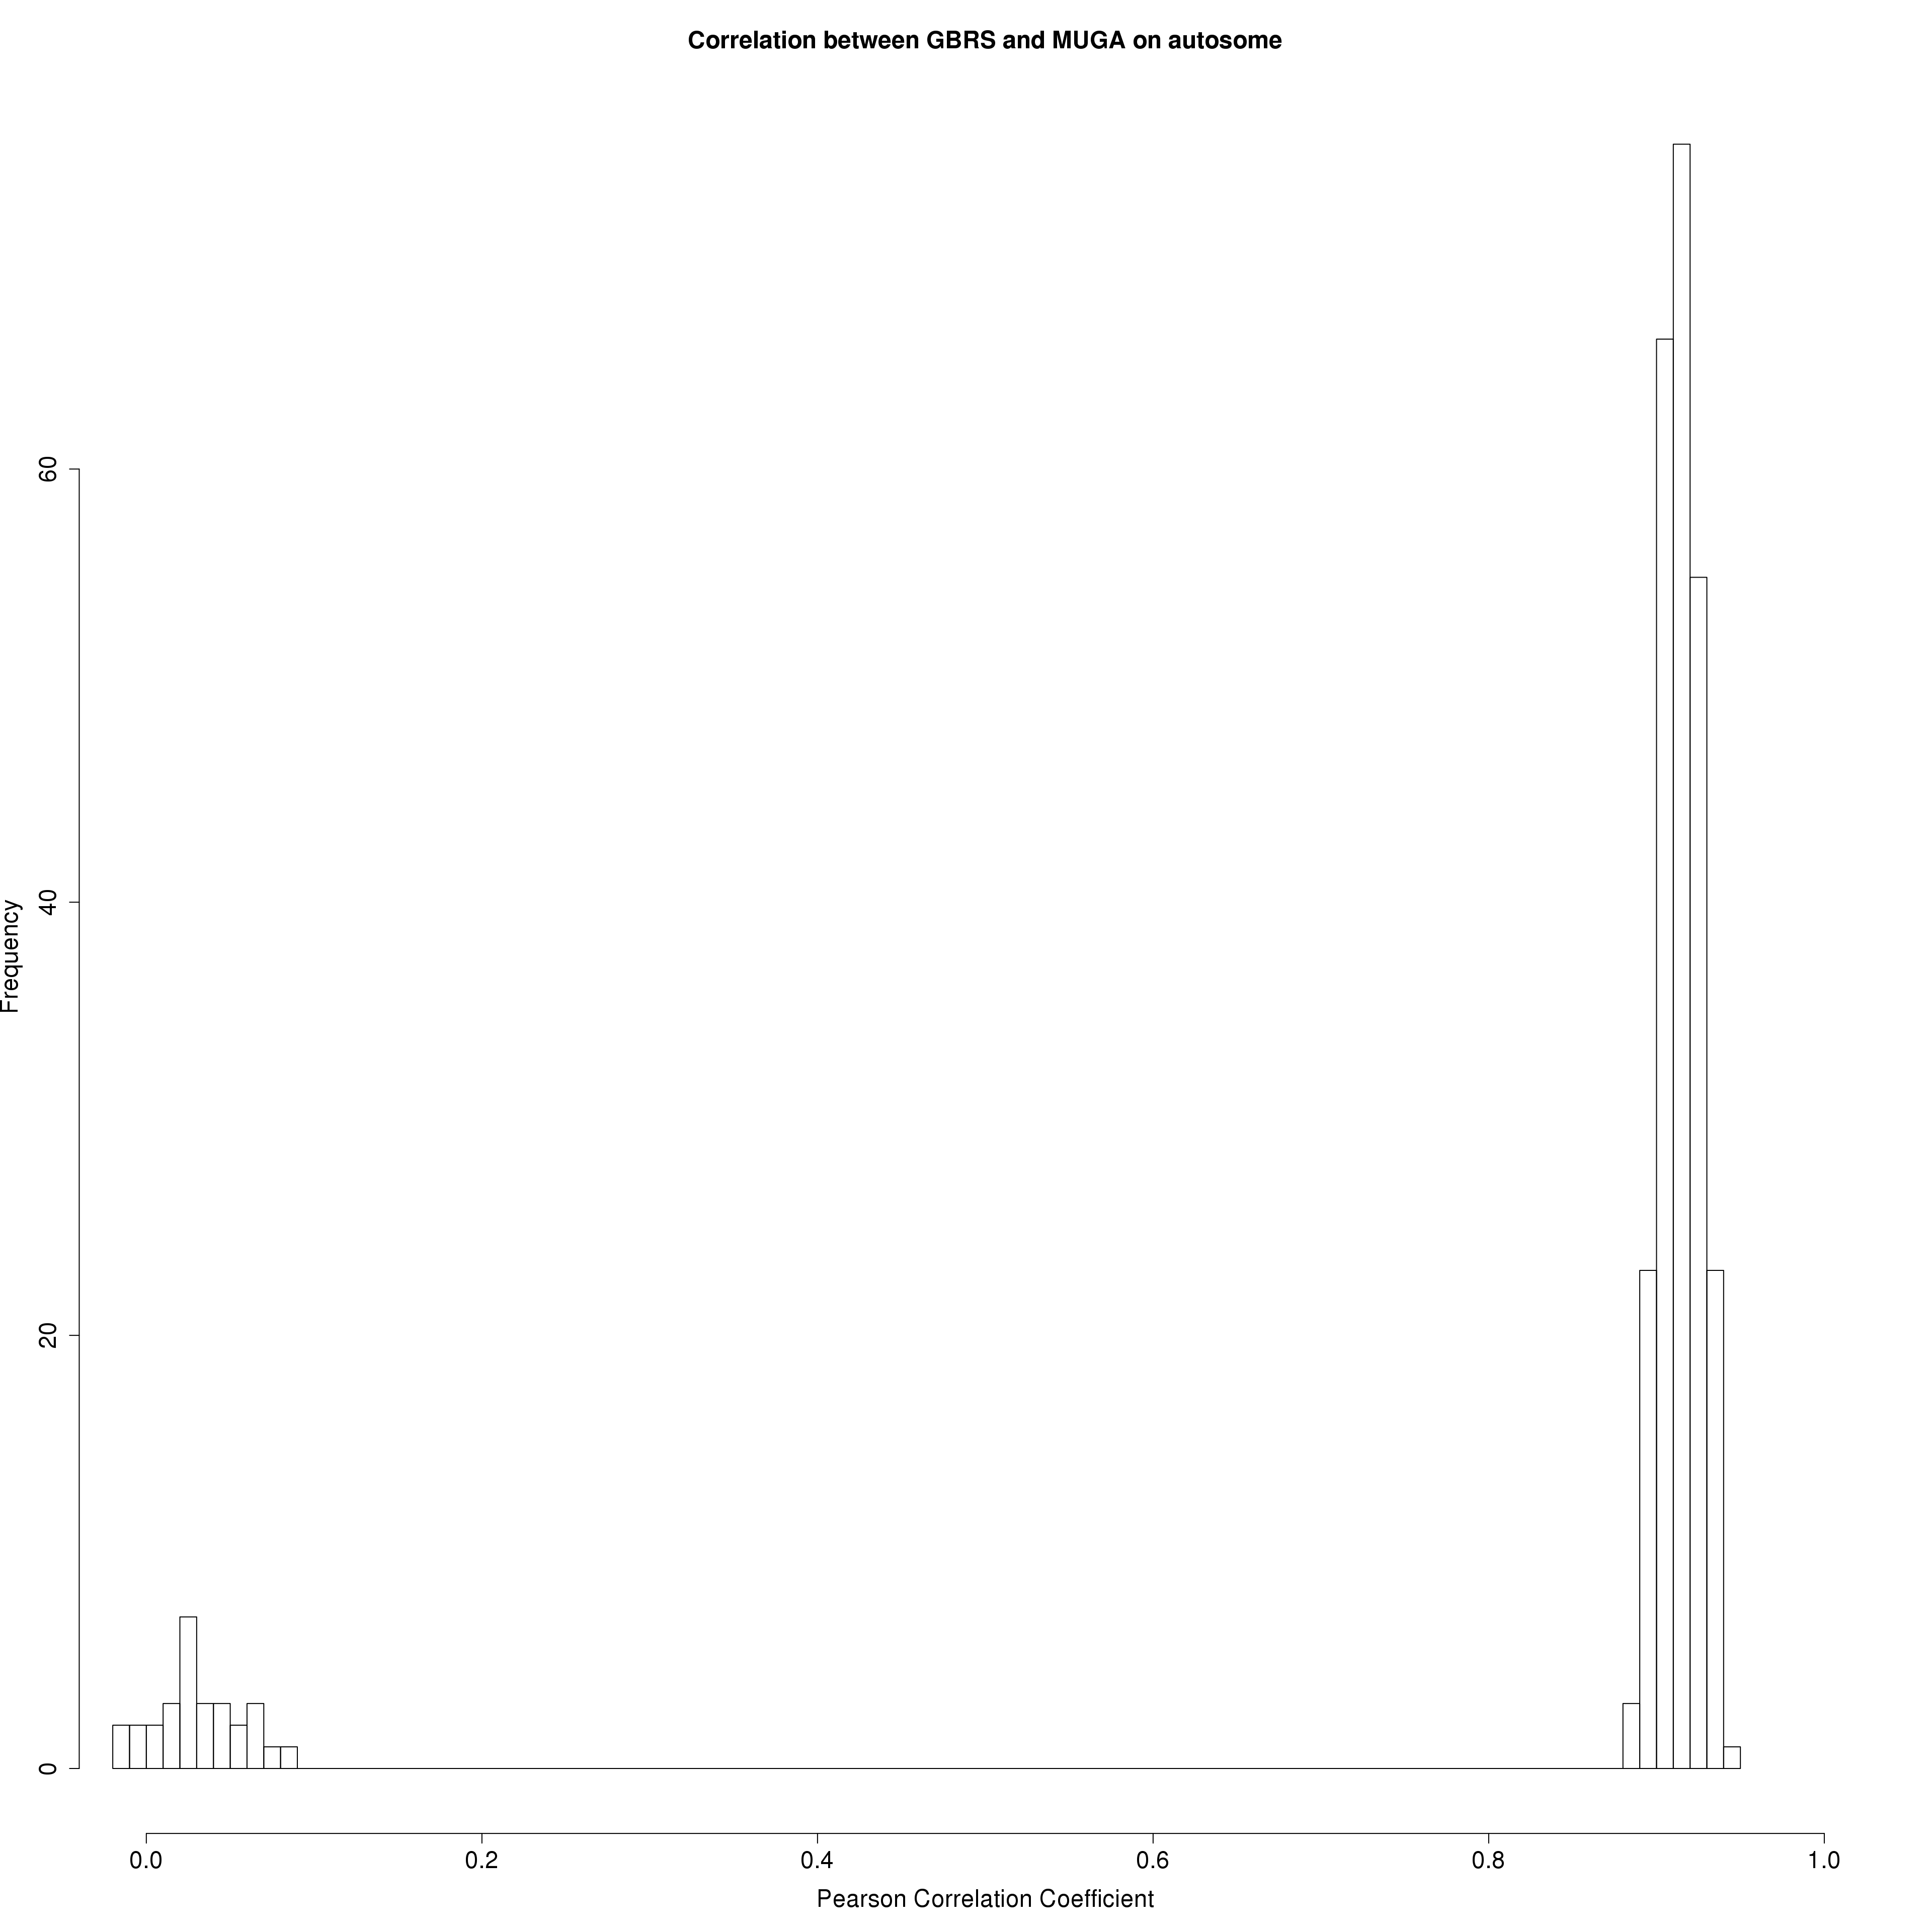 Correlation between GBRS and MUGA on autosome
60
40
20
0
Frequency
0.0 0.2 0.4 0.6 0.8 1.0
Pearson Correlation Coefficient